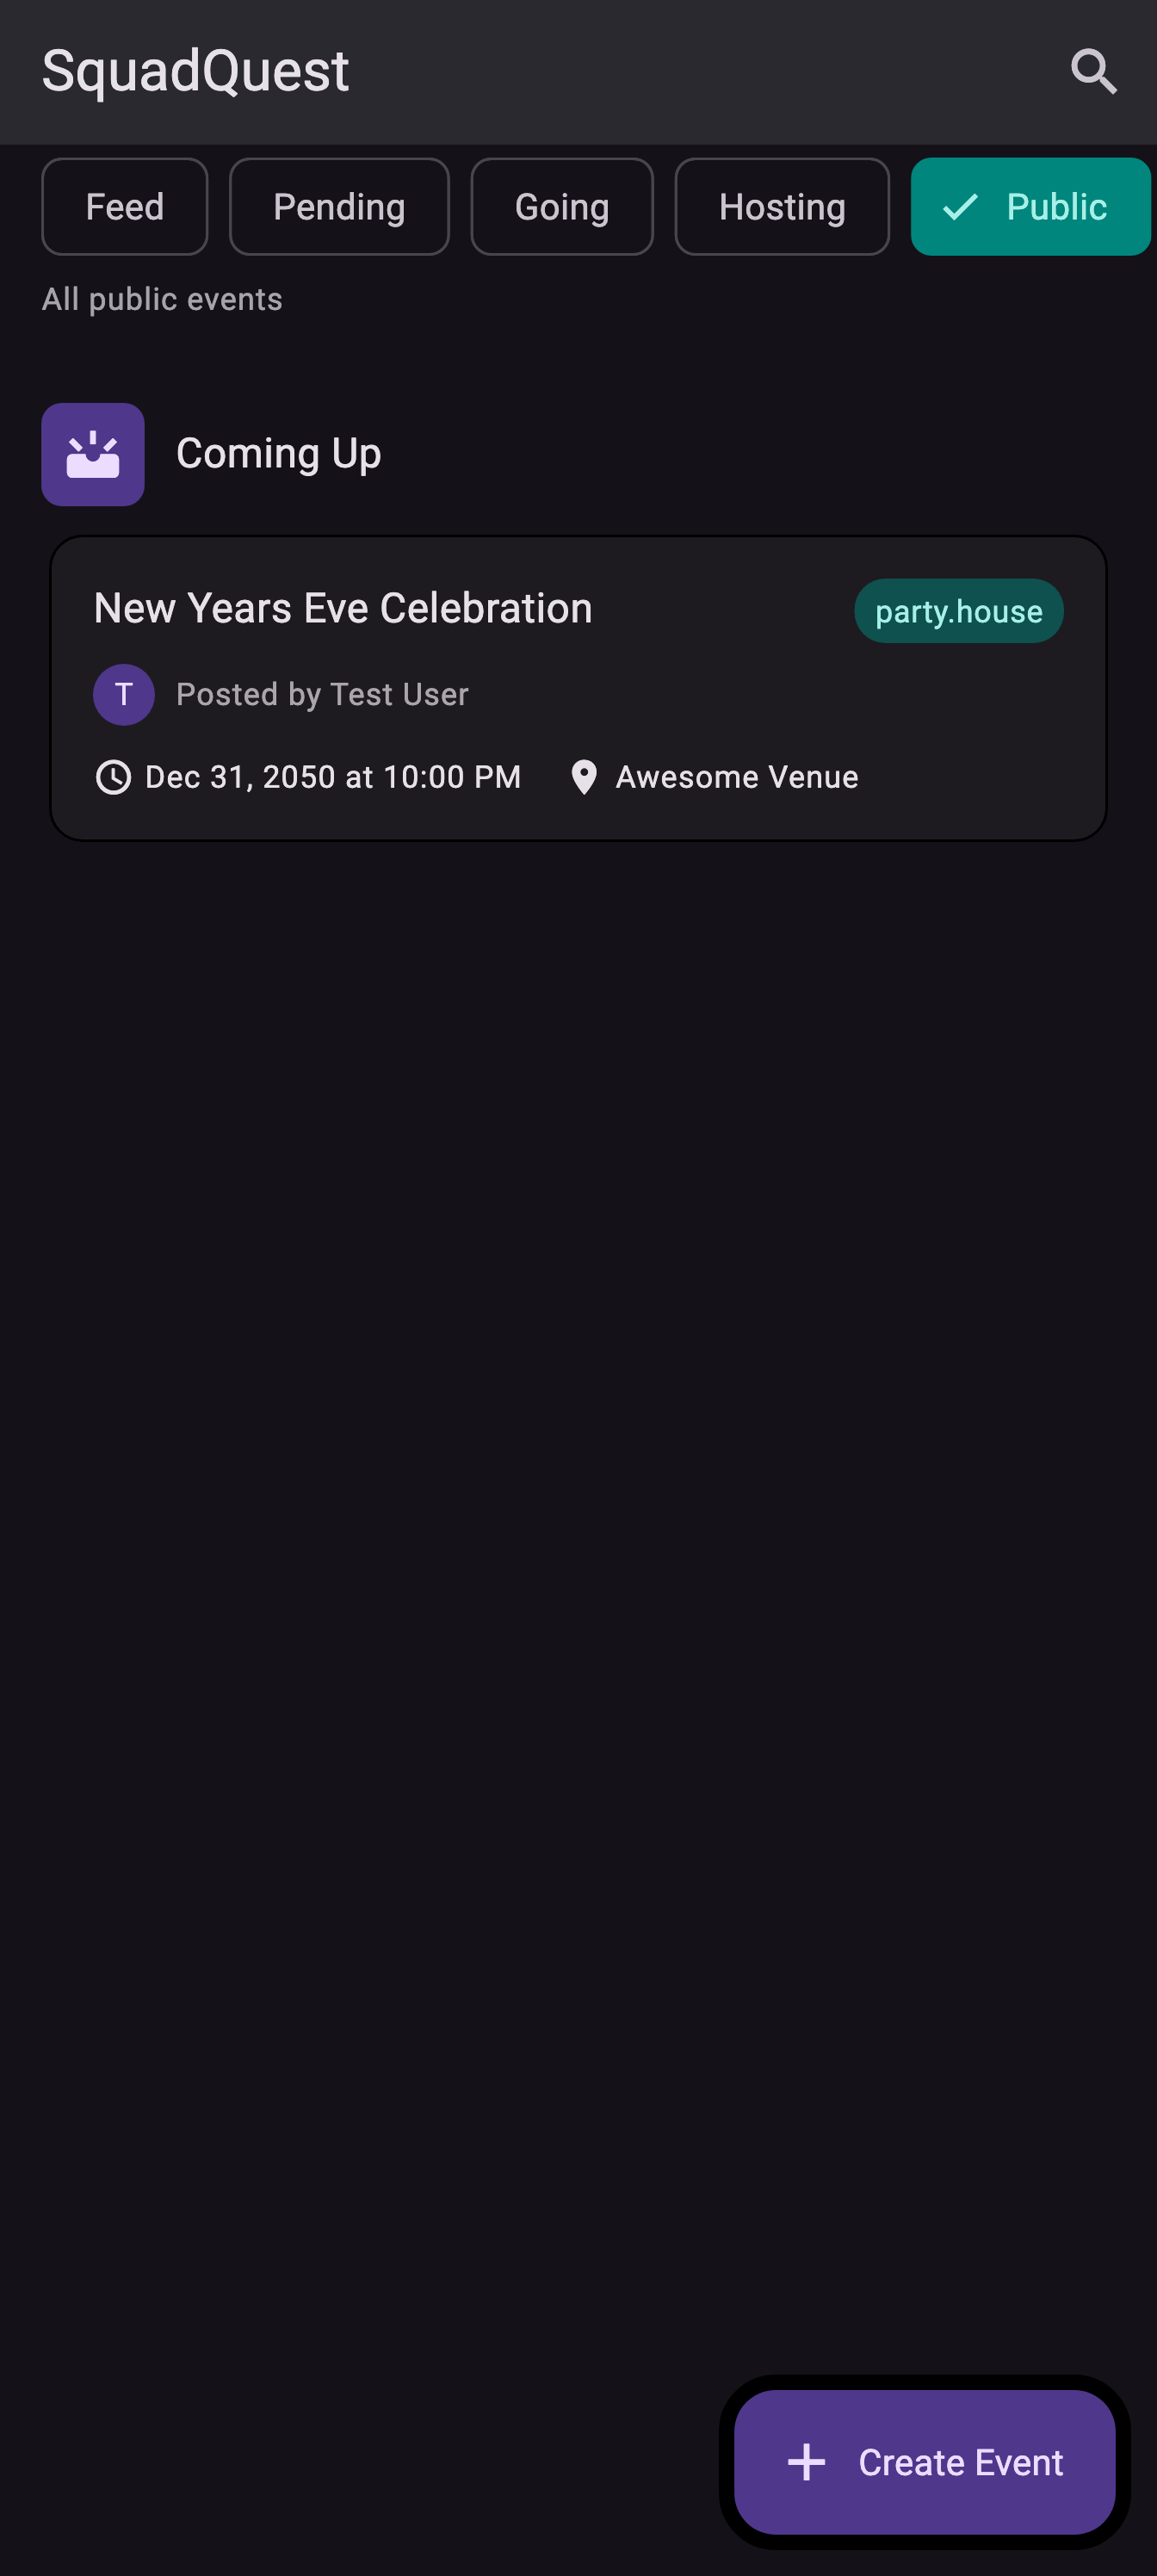 SquadQuest
Feed Pending Going Hosting Public
All public events
Coming Up
New Years Eve Celebration party.house
T Posted by Test User
Dec 31, 2050 at 10:00 PM Awesome Venue
Create Event